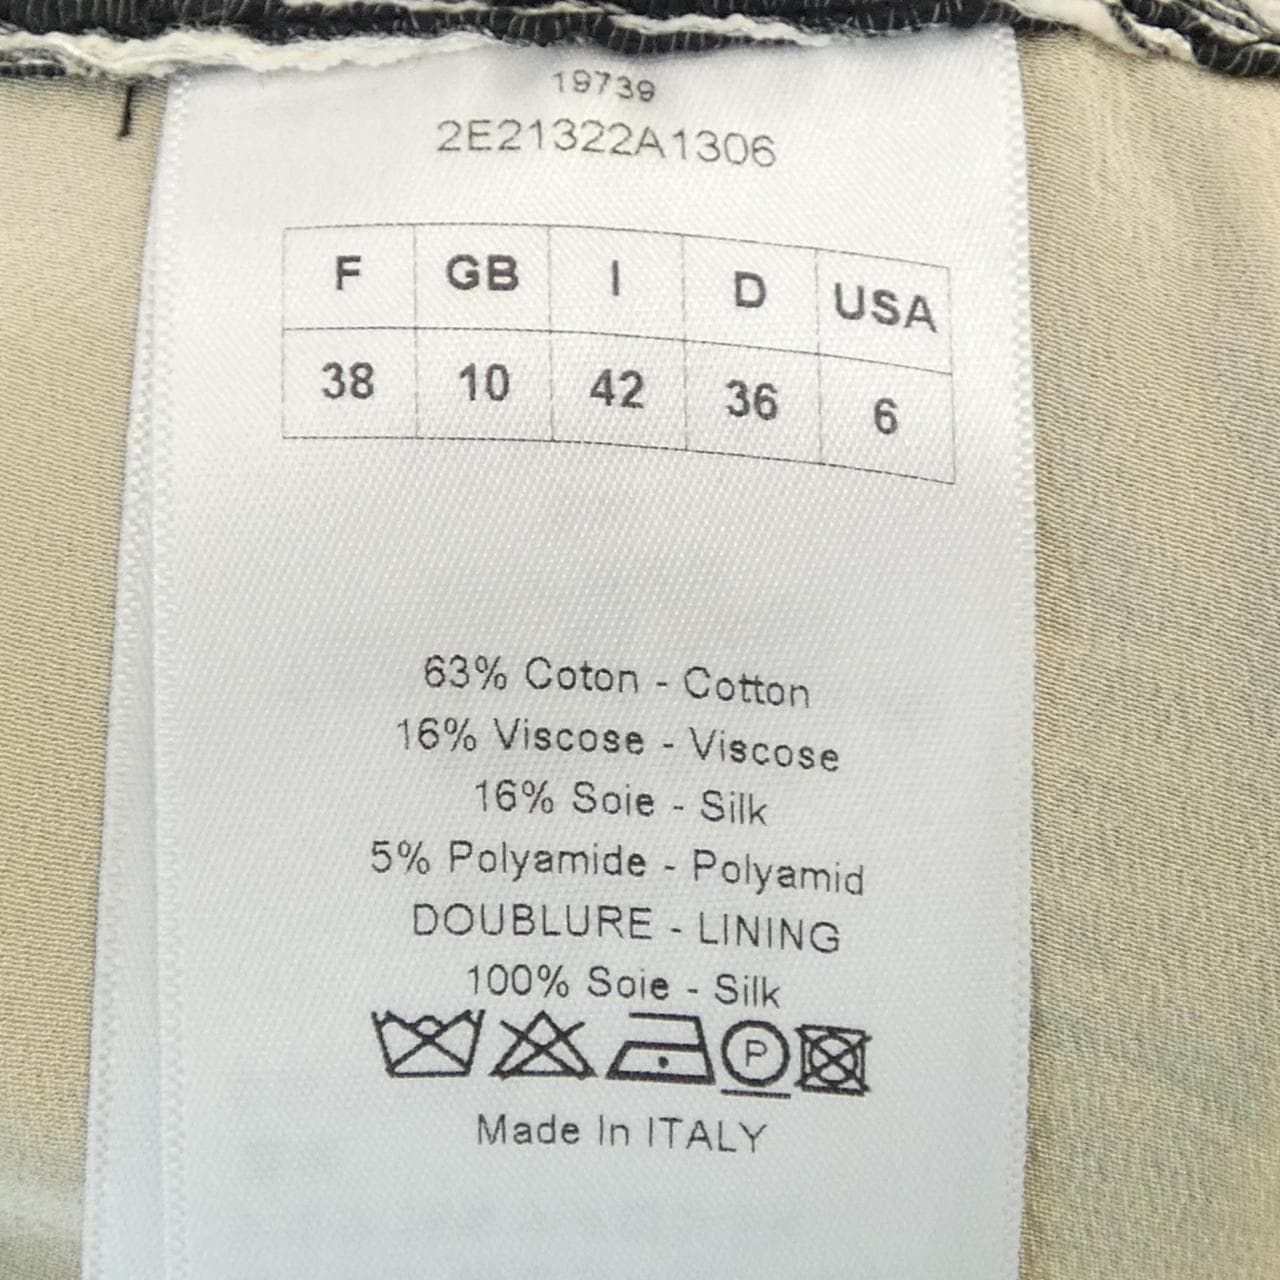 19739
2E21322A1306
F GB I D USA
38 10 42 36 6
63% Coton - Cotton
16% Viscose - Viscose
16% Soie - Silk
5% Polyamide - Polyamid
DOUBLURE - LINING
100% Soie - Silk
P
Made In ITALY